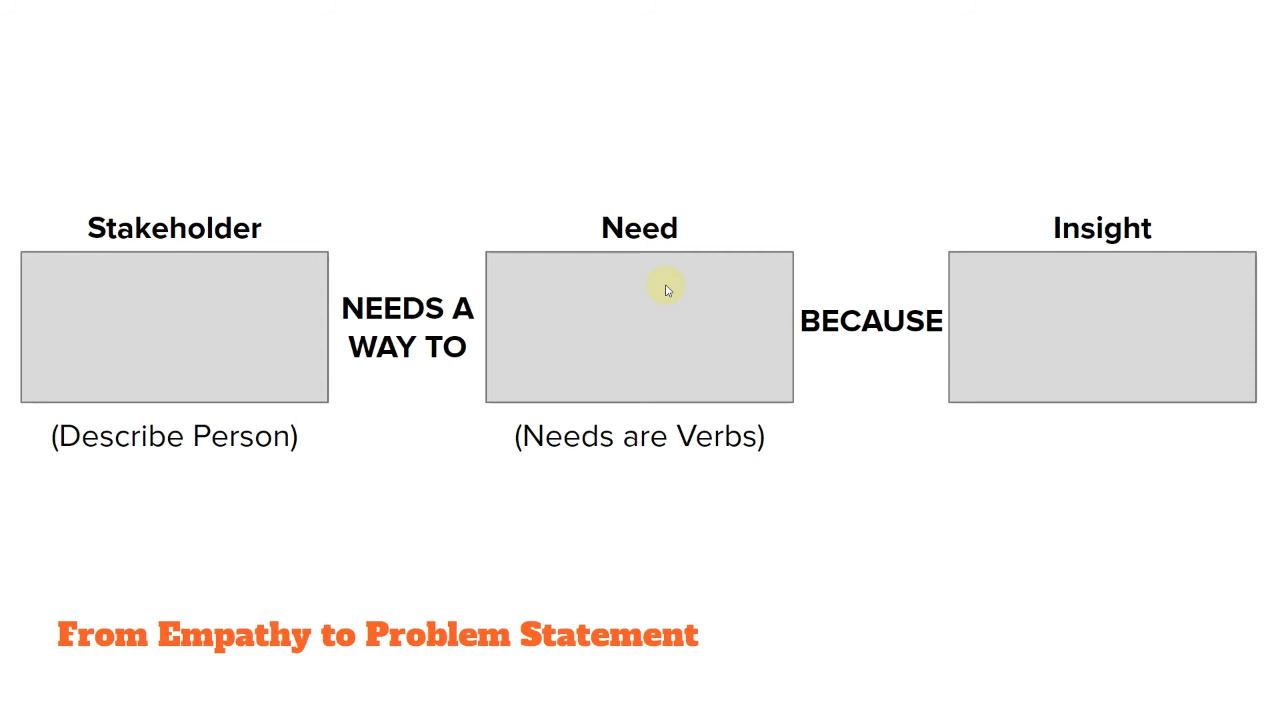 Stakeholder
Need
Insight
NEEDS A
WAY TO
BECAUSE
(Describe Person)
(Needs are Verbs)
From Empathy to Problem Statement